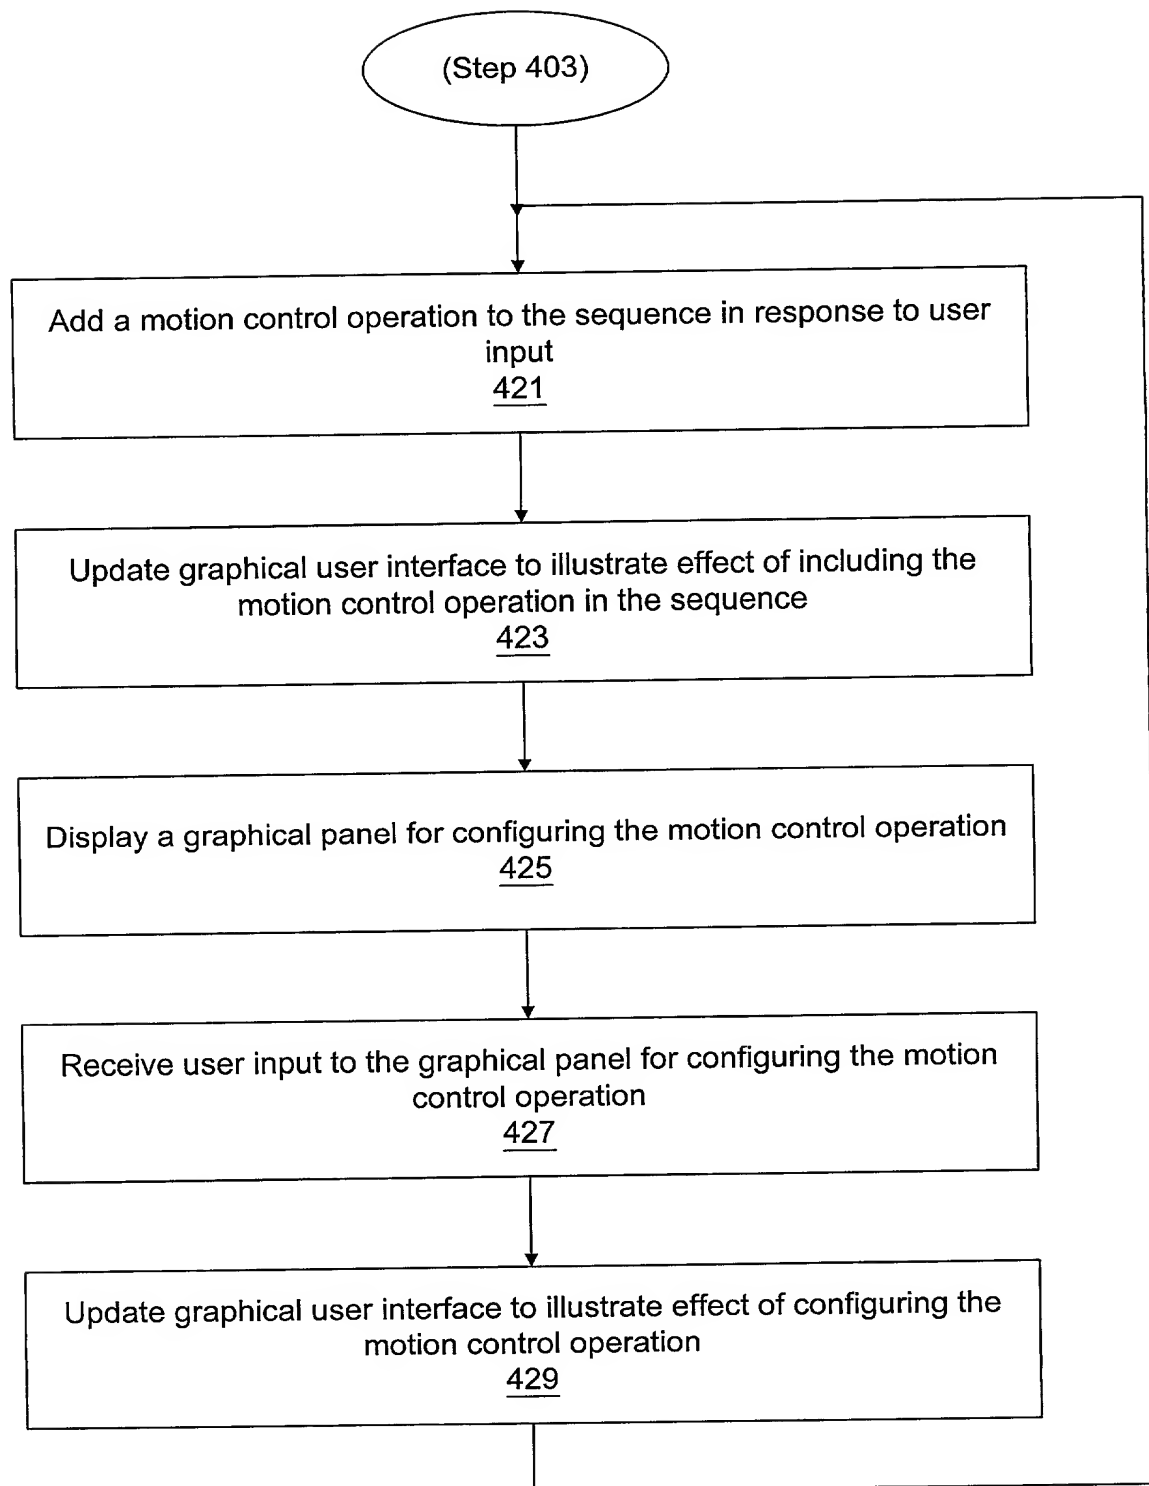 (Step 403)
Add a motion control operation to the sequence in response to user
input
421
Update graphical user interface to illustrate effect of including the
motion control operation in the sequence
423
Display a graphical panel for configuring the motion control operation
425
Receive user input to the graphical panel for configuring the motion
control operation
427
Update graphical user interface to illustrate effect of configuring the
motion control operation
429